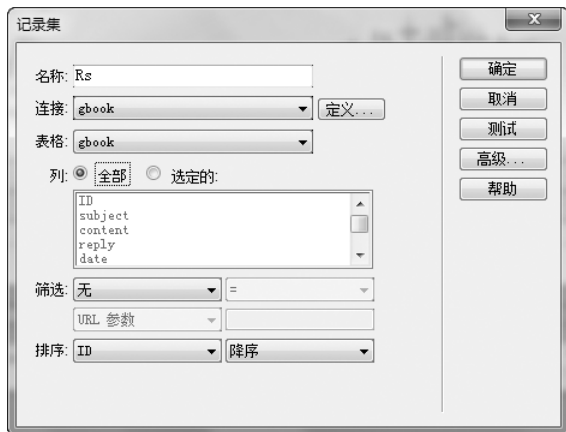 记录集
名称: Rs
连接: gbook 定义...
表格: gbook
列: 全部 选定的:
ID
subject
content
reply
date
筛选: 无 =
URL 参数
排序: ID 降序
确定
取消
测试
高级...
帮助